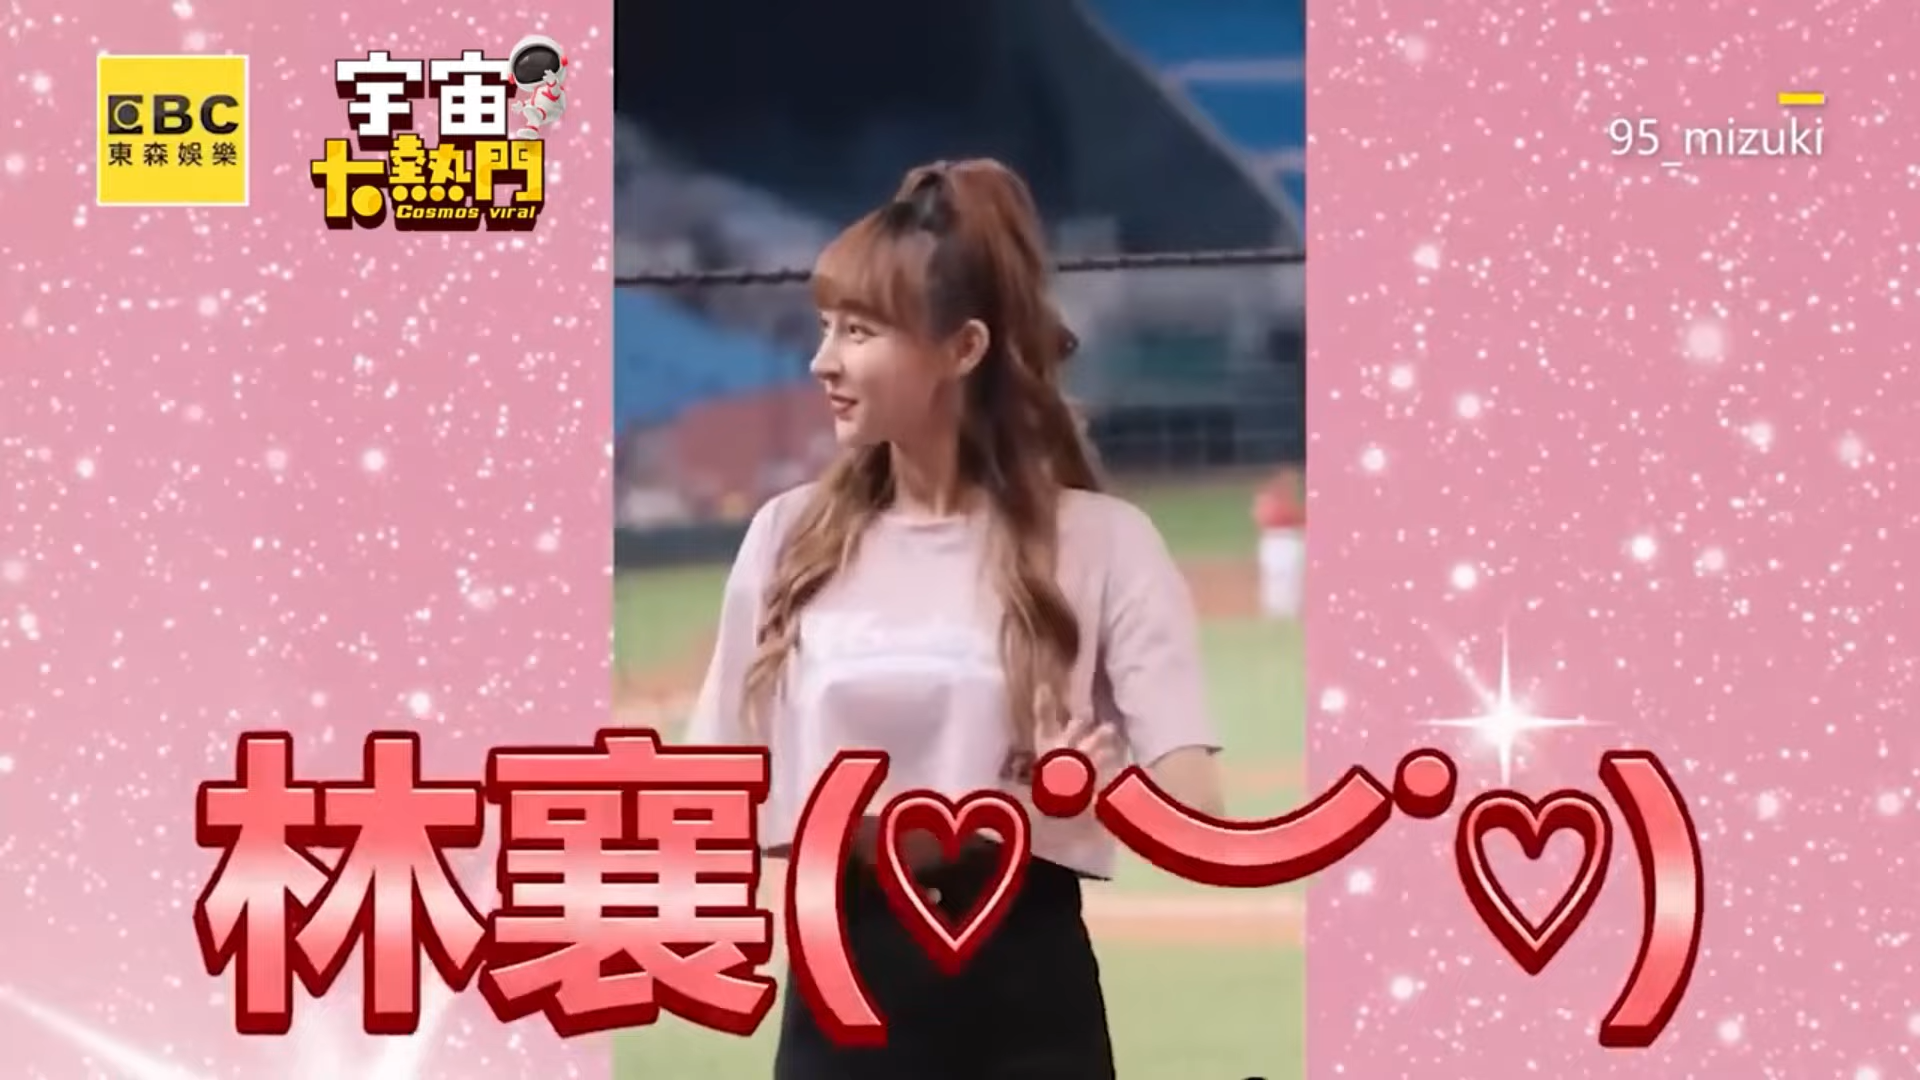 EBC
東森娛樂
宇宙
大熱門
Cosmos viral
95_mizuki
林襄(♡˙︶˙♡)